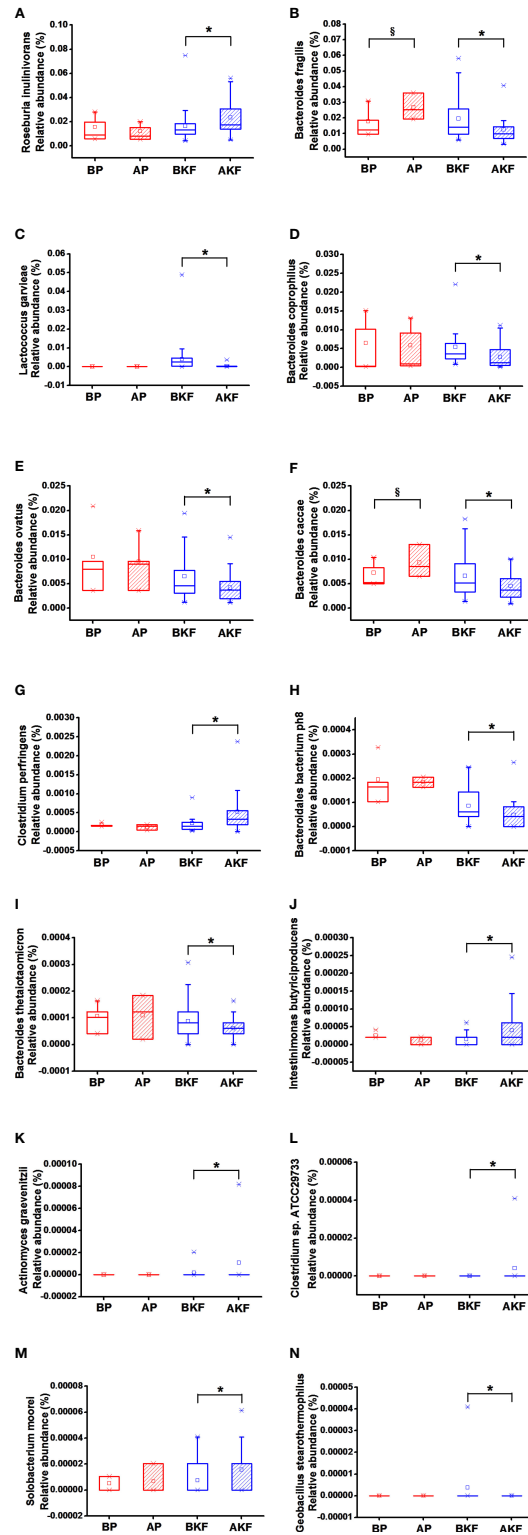 A
Roseburia inulinivorans
Relative abundance (%)
0.10
0.08
0.06
0.04
0.02
0.00
*
BP AP BKF AKF
B
Bacteroides fragilis
Relative abundance (%)
0.07
0.06
0.05
0.04
0.03
0.02
0.01
0.00
§ *
BP AP BKF AKF
C
Lactococcus garvieae
Relative abundance (%)
0.06
0.05
0.04
0.03
0.02
0.01
0.00
-0.01
*
BP AP BKF AKF
D
Bacteroides coprophilus
Relative abundance (%)
0.030
0.025
0.020
0.015
0.010
0.005
0.000
-0.005
*
BP AP BKF AKF
E
Bacteroides ovatus
Relative abundance (%)
0.025
0.020
0.015
0.010
0.005
0.000
*
BP AP BKF AKF
F
Bacteroides caccae
Relative abundance (%)
0.025
0.020
0.015
0.010
0.005
0.000
§ *
BP AP BKF AKF
G
Clostridium perfringens
Relative abundance (%)
0.0030
0.0025
0.0020
0.0015
0.0010
0.0005
0.0000
-0.0005
*
BP AP BKF AKF
H
Bacteroidales bacterium ph8
Relative abundance (%)
0.0004
0.0003
0.0002
0.0001
0.0000
-0.0001
*
BP AP BKF AKF
I
Bacteroides thetaiotaomicron
Relative abundance (%)
0.0004
0.0003
0.0002
0.0001
0.0000
-0.0001
*
BP AP BKF AKF
J
Intestinimonas butyriciproducens
Relative abundance (%)
0.00030
0.00025
0.00020
0.00015
0.00010
0.00005
0.00000
-0.00005
*
BP AP BKF AKF
K
Actinomyces graevenitzii
Relative abundance (%)
0.00010
0.00008
0.00006
0.00004
0.00002
0.00000
-0.00002
*
BP AP BKF AKF
L
Clostridium sp. ATCC29733
Relative abundance (%)
0.00006
0.00004
0.00002
0.00000
*
BP AP BKF AKF
M
Solobacterium moorei
Relative abundance (%)
0.00008
0.00006
0.00004
0.00002
0.00000
-0.00002
*
BP AP BKF AKF
N
Geobacillus stearothermophilus
Relative abundance (%)
0.00005
0.00004
0.00003
0.00002
0.00001
0.00000
-0.00001
*
BP AP BKF AKF